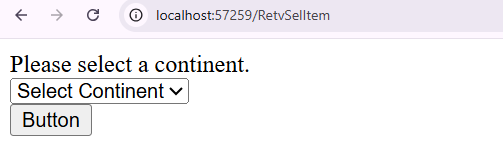 localhost:57259/RetvSelItem
Please select a continent.
Select Continent
Button